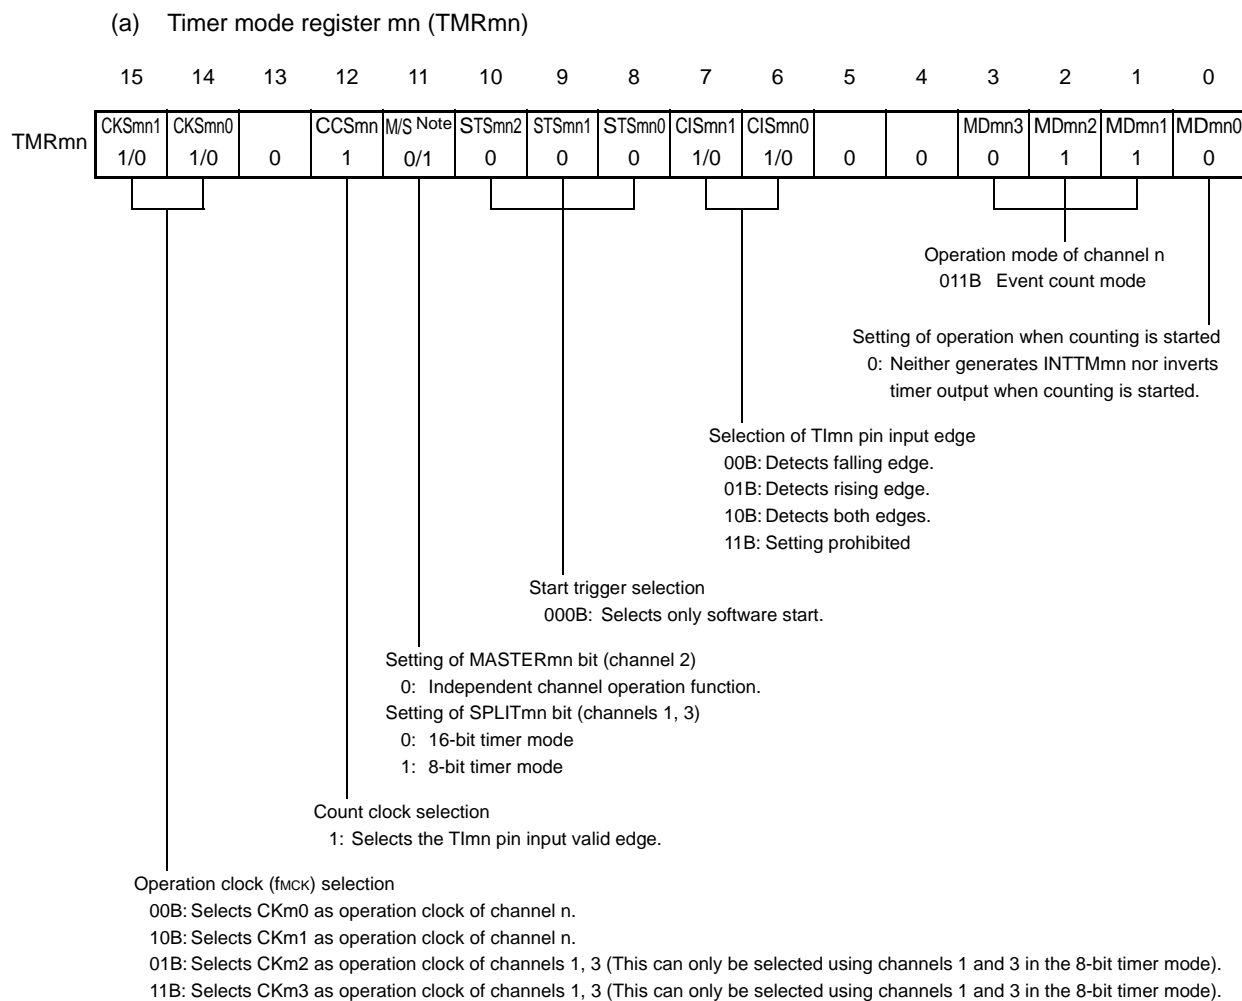 (a) Timer mode register mn (TMRmn)
15 14 13 12 11 10 9 8 7 6 5 4 3 2 1 0
TMRmn CKSmn1 CKSmn0 CCSmn M/S Note STSmn2 STSmn1 STSmn0 CISmn1 CISmn0 MDmn3 MDmn2 MDmn1 MDmn0
1/0 1/0 0 1 0/1 0 0 0 1/0 1/0 0 0 0 1 1 0
Operation mode of channel n
011B Event count mode
Setting of operation when counting is started
0: Neither generates INTTMmn nor inverts
timer output when counting is started.
Selection of TImn pin input edge
00B: Detects falling edge.
01B: Detects rising edge.
10B: Detects both edges.
11B: Setting prohibited
Start trigger selection
000B: Selects only software start.
Setting of MASTERmn bit (channel 2)
0: Independent channel operation function.
Setting of SPLITmn bit (channels 1, 3)
0: 16-bit timer mode
1: 8-bit timer mode
Count clock selection
1: Selects the TImn pin input valid edge.
Operation clock (fMCK) selection
00B: Selects CKm0 as operation clock of channel n.
10B: Selects CKm1 as operation clock of channel n.
01B: Selects CKm2 as operation clock of channels 1, 3 (This can only be selected using channels 1 and 3 in the 8-bit timer mode).
11B: Selects CKm3 as operation clock of channels 1, 3 (This can only be selected using channels 1 and 3 in the 8-bit timer mode).